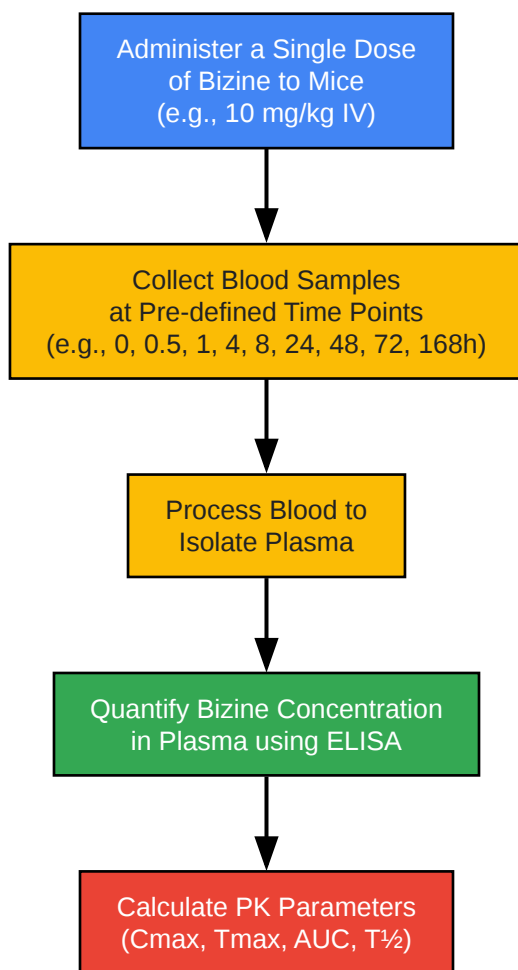 Administer a Single Dose
of Bizine to Mice
(e.g., 10 mg/kg IV)
Collect Blood Samples
at Pre-defined Time Points
(e.g., 0, 0.5, 1, 4, 8, 24, 48, 72, 168h)
Process Blood to
Isolate Plasma
Quantify Bizine Concentration
in Plasma using ELISA
Calculate PK Parameters
(Cmax, Tmax, AUC, T½)